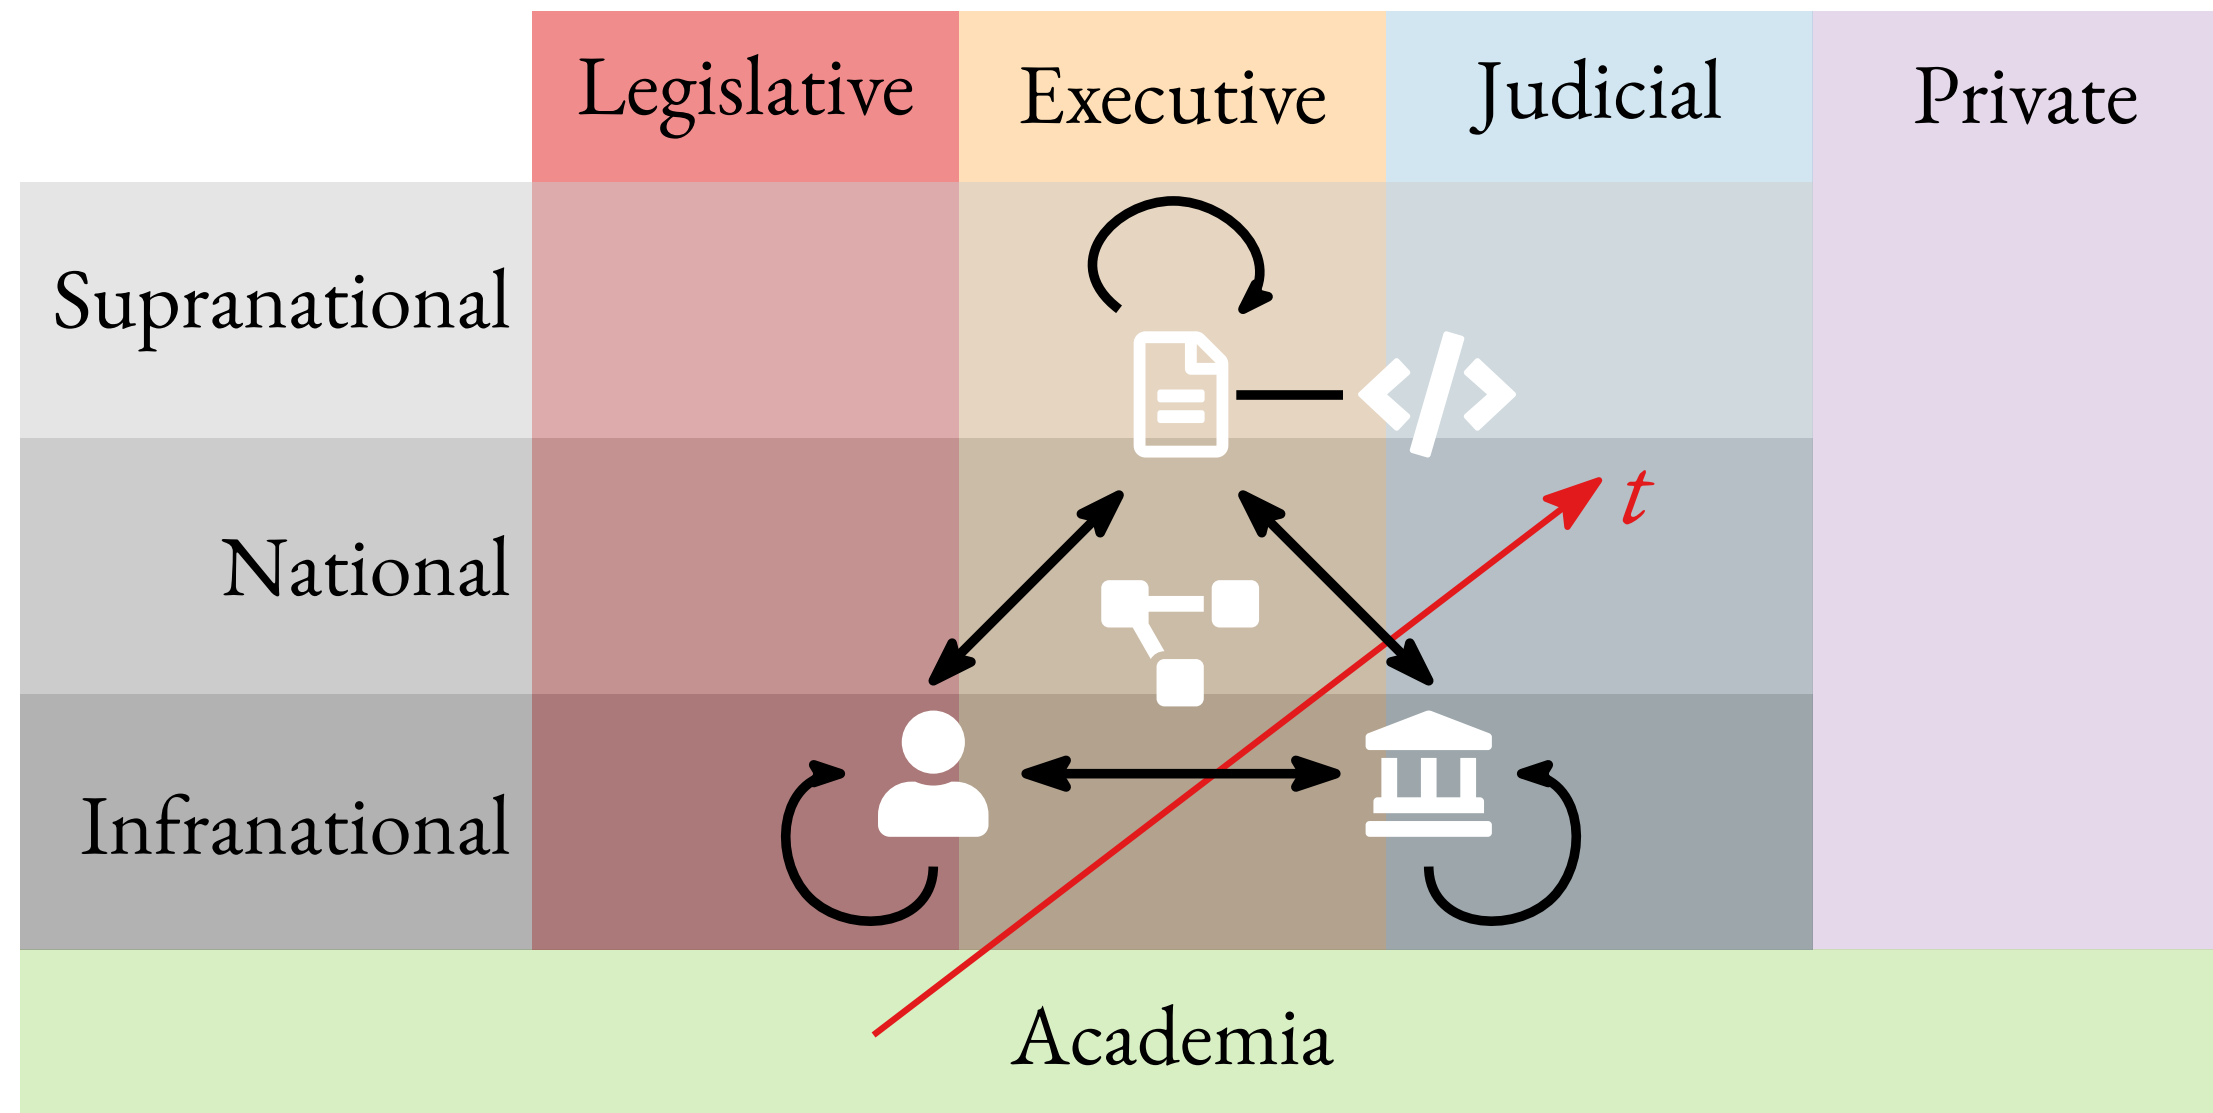 Legislative
Executive
Judicial
Private
Supranational
National
t
Infranational
Academia